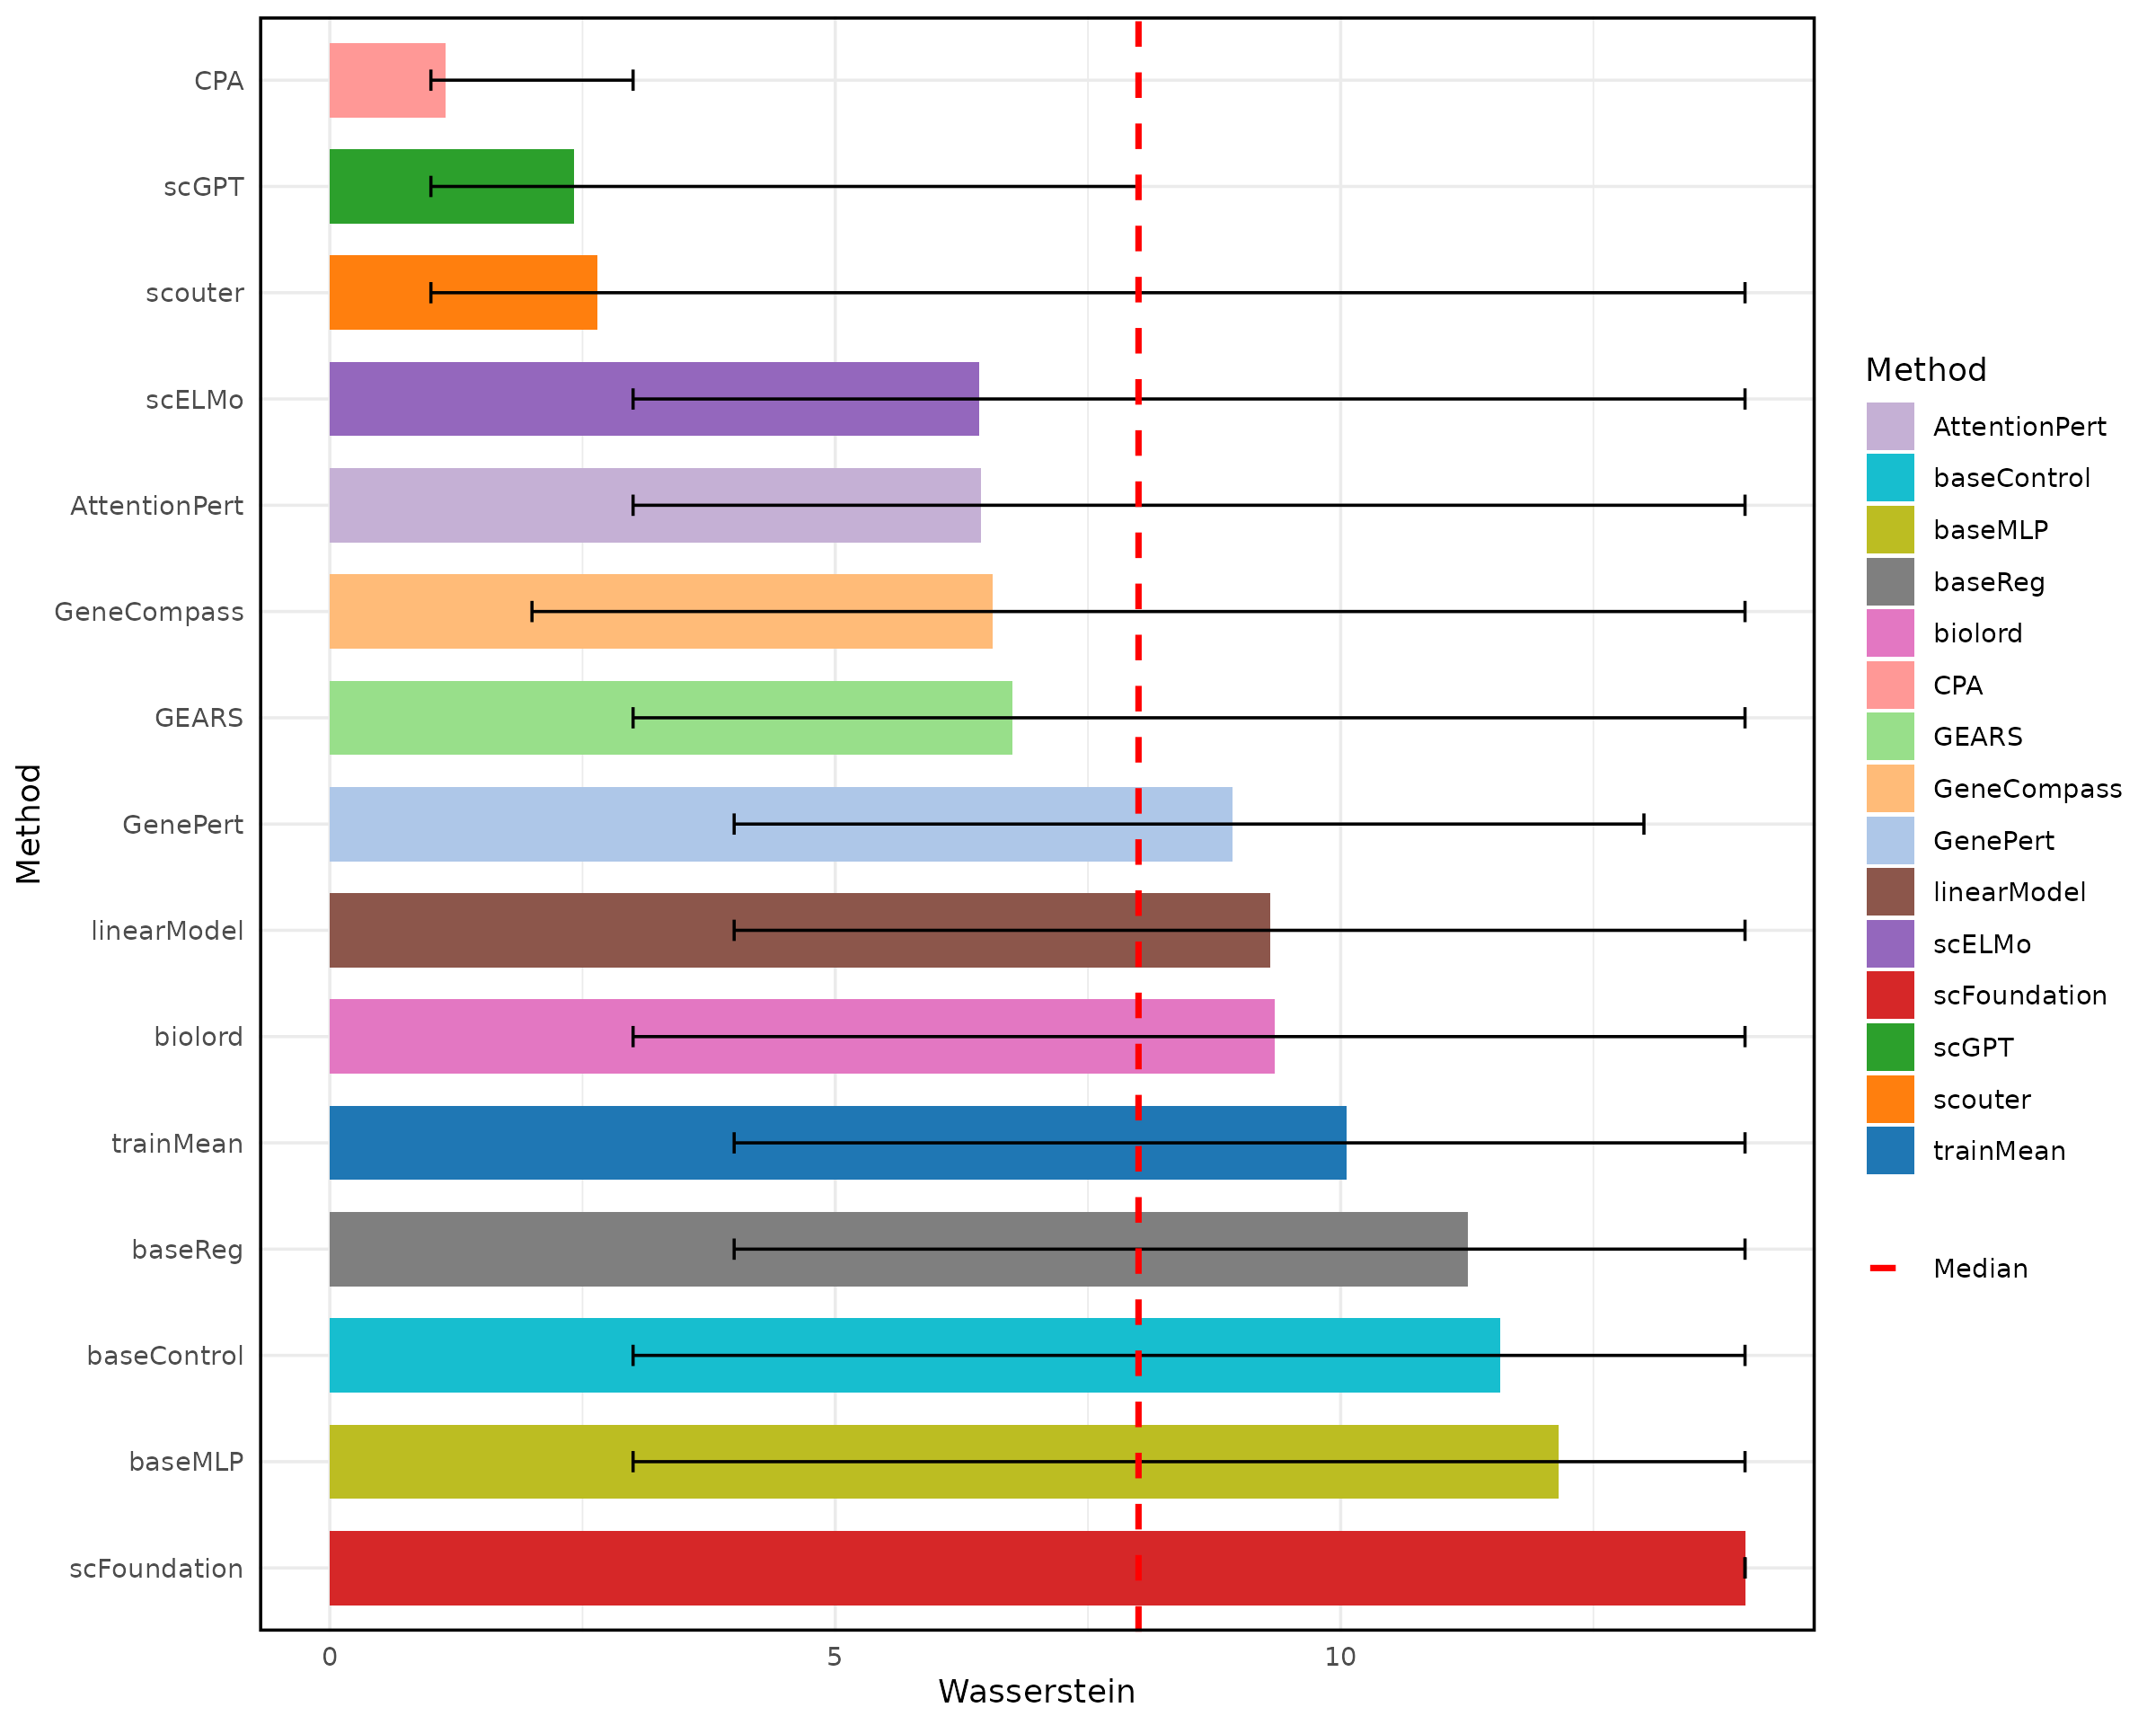 Method
CPA
scGPT
scouter
scELMo
AttentionPert
GeneCompass
GEARS
GenePert
linearModel
biolord
trainMean
baseReg
baseControl
baseMLP
scFoundation
0 5 10
Wasserstein
Method
AttentionPert
baseControl
baseMLP
baseReg
biolord
CPA
GEARS
GeneCompass
GenePert
linearModel
scELMo
scFoundation
scGPT
scouter
trainMean
Median